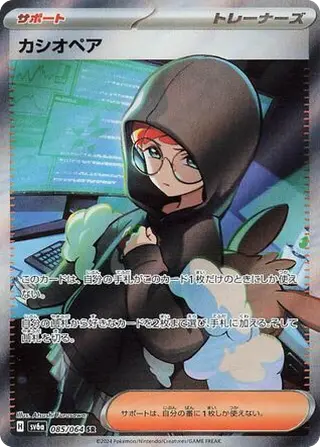 サポート
トレーナーズ
カシオペア
このカードは、自分の手札がこのカード1枚だけのときにしか使え
ない。
自分の山札から好きなカードを2枚まで選び、手札に加える。そして
山札を切る。
Illus. Atsushi Furusawa
サポートは、自分の番に1枚しか使えない。
H sv6a 085/064 SR
©2024 Pokémon/Nintendo/Creatures/GAME FREAK.